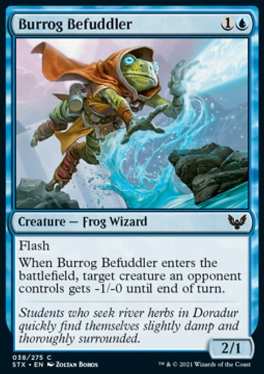 Burrog Befuddler 1
Creature — Frog Wizard
Flash
When Burrog Befuddler enters the
battlefield, target creature an opponent
controls gets -1/-0 until end of turn.
Students who seek river herbs in Doradur
quickly find themselves slightly damp and
thoroughly surrounded.
2/1
038/275 C
STX • EN Zoltan Boros
™ & © 2021 Wizards of the Coast